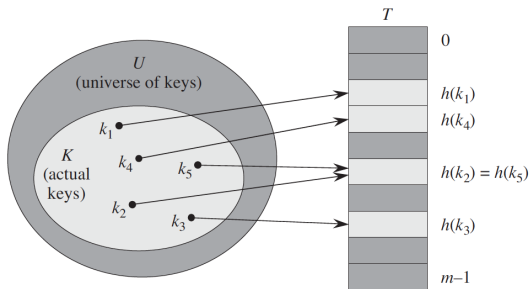 T
0
U
(universe of keys)
h(k₁)
k₁
h(k₄)
K
(actual
keys)
k₄
k₅
h(k₂) = h(k₅)
k₂
k₃
h(k₃)
m–1